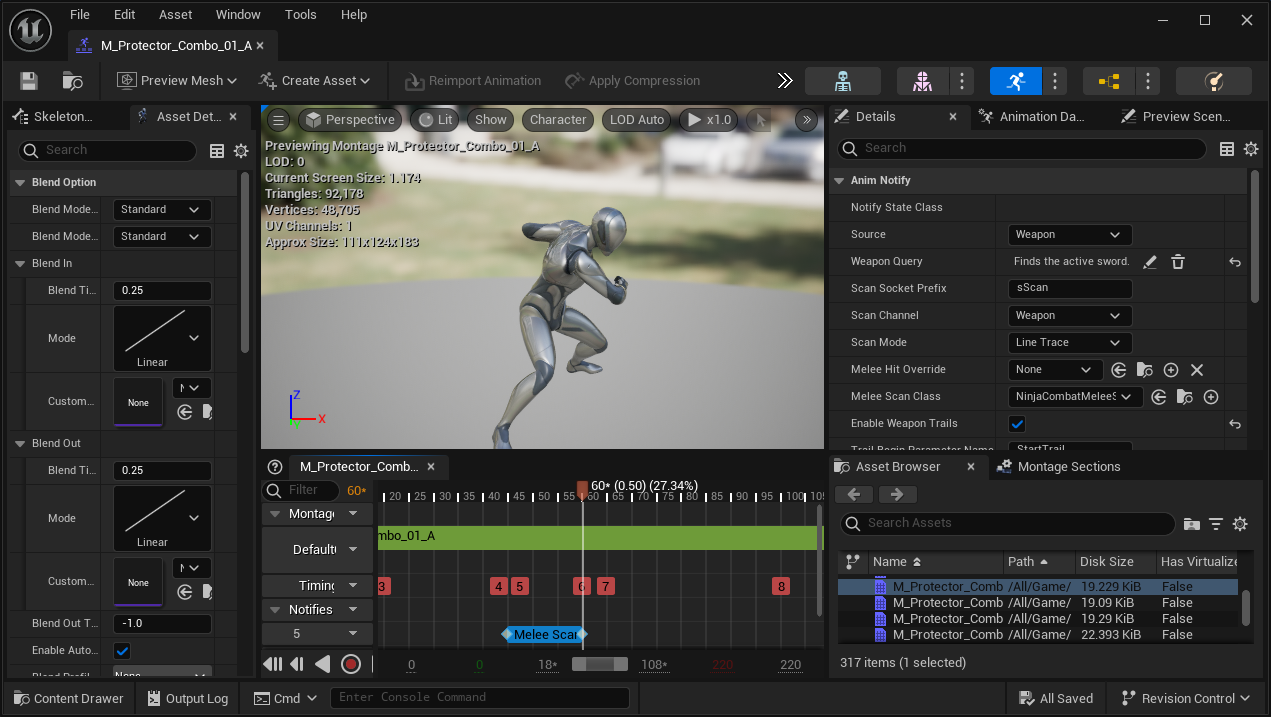 File Edit Asset Window Tools Help
M_Protector_Combo_01_A
Preview Mesh Create Asset Reimport Animation Apply Compression
Skeleton... Asset Det...
Search
Blend Option
Blend Mode... Standard
Blend Mode... Standard
Blend In
Blend Ti... 0.25
Mode
Linear
Custom... None
Blend Out
Blend Ti... 0.25
Mode
Linear
Custom... None
Blend Out T... -1.0
Enable Auto...
Perspective Lit Show Character LOD Auto x1.0
Previewing Montage M_Protector_Combo_01_A
LOD: 0
Current Screen Size: 1.174
Triangles: 92,178
Vertices: 48,705
UV Channels: 1
Approx Size: 111x124x183
Z
X
Y
M_Protector_Comb...
Filter 60*
60* (0.50) (27.34%)
20 25 30 35 40 45 50 55 60 65 70 75 80 85 90 95 100
Montage
mbo_01_A
Default
Timing 3 4 5 6 7 8
Notifies
5 Melee Scan
0 0 18* 108* 220 220
Details Animation Da... Preview Scen...
Search
Anim Notify
Notify State Class
Source Weapon
Weapon Query Finds the active sword.
Scan Socket Prefix sScan
Scan Channel Weapon
Scan Mode Line Trace
Melee Hit Override None
Melee Scan Class NinjaCombatMeleeS
Enable Weapon Trails
Trail Begin Parameter Name StartTrail
Asset Browser Montage Sections
Search Assets
Name Path Disk Size Has Virtualize
M_Protector_Comb /All/Game/ 19.229 KiB False
M_Protector_Comb /All/Game/ 19.09 KiB False
M_Protector_Comb /All/Game/ 19.29 KiB False
M_Protector_Comb /All/Game/ 22.393 KiB False
317 items (1 selected)
Content Drawer Output Log Cmd Enter Console Command All Saved Revision Control